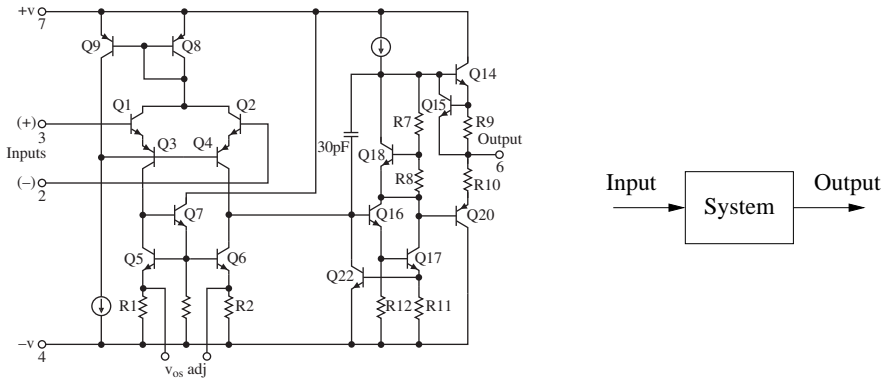 +v
7
Q9
Q8
Q14
Q1
Q2
Q15
R7
R9
(+)
3
Q3
Q4
30pF
Output
6
Inputs
Q18
(–)
2
R8
R10
Q7
Q16
Q20
Q5
Q6
Q22
Q17
R1
R2
R12
R11
–v
4
vos adj
Input
System
Output